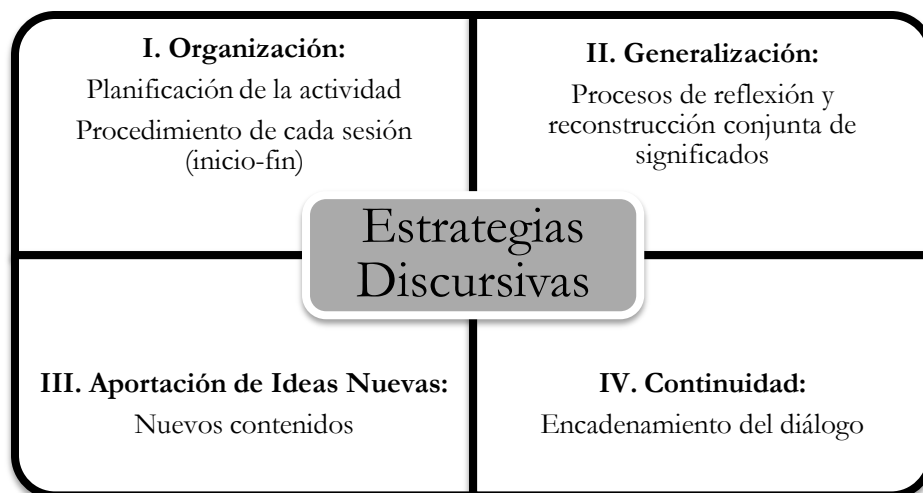 I. Organización:
Planificación de la actividad
Procedimiento de cada sesión
(inicio-fin)
II. Generalización:
Procesos de reflexión y
reconstrucción conjunta de
significados
Estrategias
Discursivas
III. Aportación de Ideas Nuevas:
Nuevos contenidos
IV. Continuidad:
Encadenamiento del diálogo